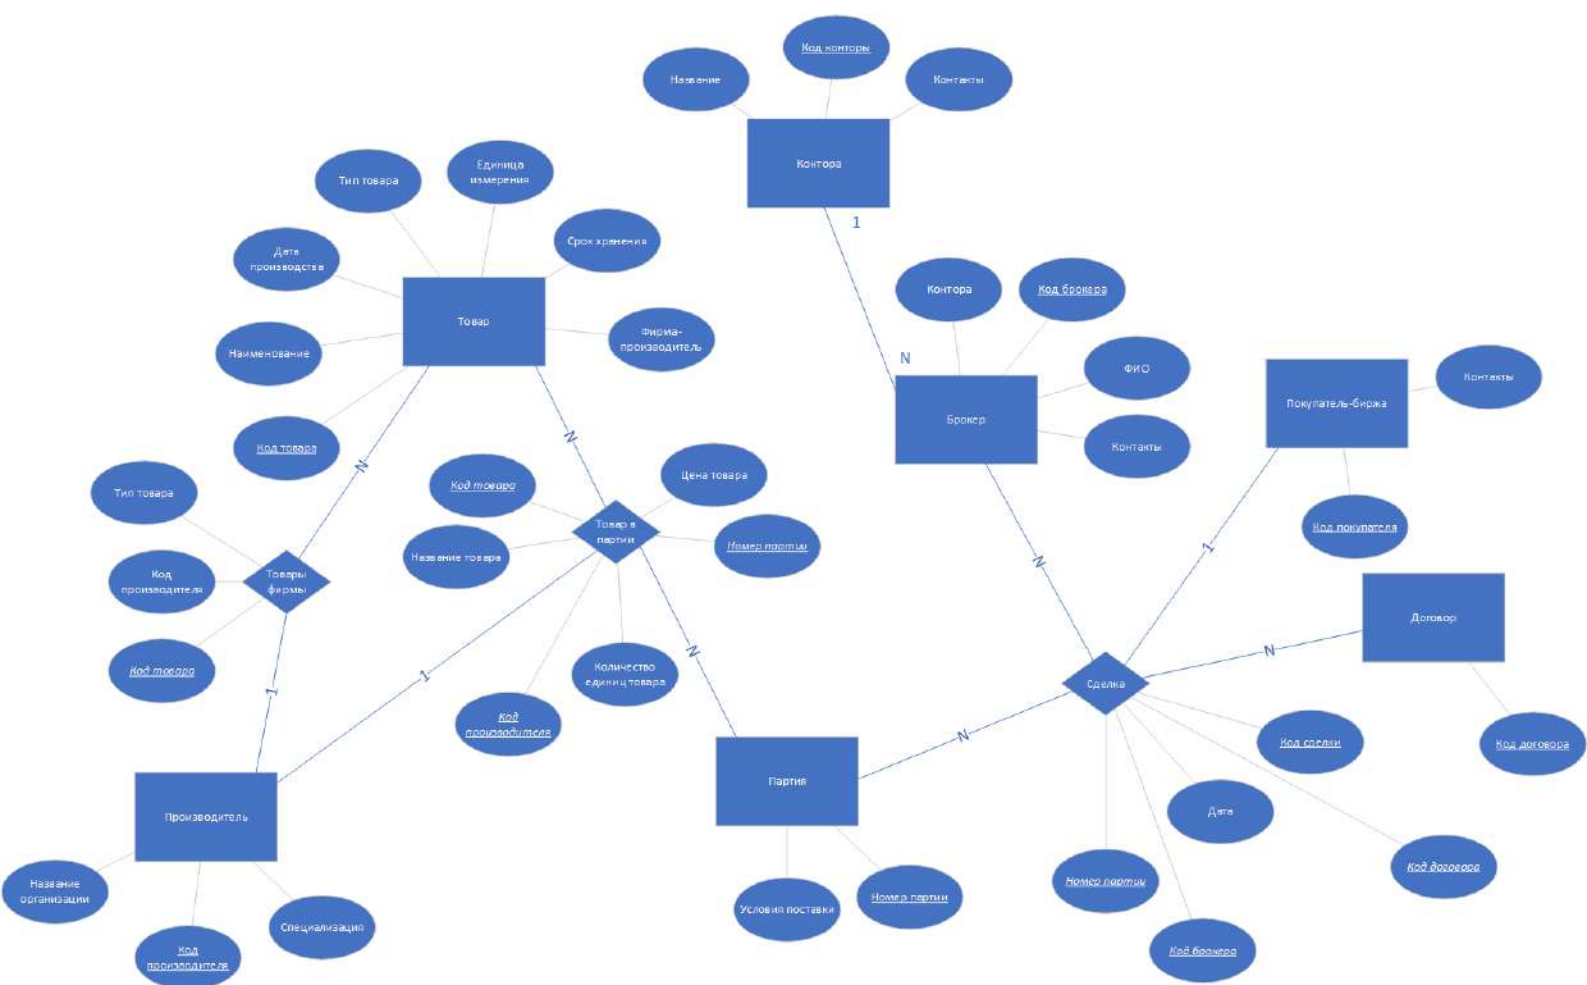 Код конторы
Название
Контакты
Контора
1
N
Единица
измерения
Тип товара
Срок хранения
Дата
производства
Товар
Фирма-
производитель
Наименование
Код товара
N
N
Контора
Код брокера
ФИО
Контакты
Брокер
Покупатель-биржа
Контакты
Код покупателя
Тип товара
Код
производителя
Товары
фирмы
Код товара
1
Код товара
Цена товара
Товар в
партии
Номер партии
Название товара
Количество
единиц товара
Код
производителя
1
N
N
1
Договор
N
Код договора
Сделка
N
Код сделки
Дата
Код договора
Номер партии
Код брокера
Партия
Условия поставки
Номер партии
Производитель
Название
организации
Код
производителя
Специализация